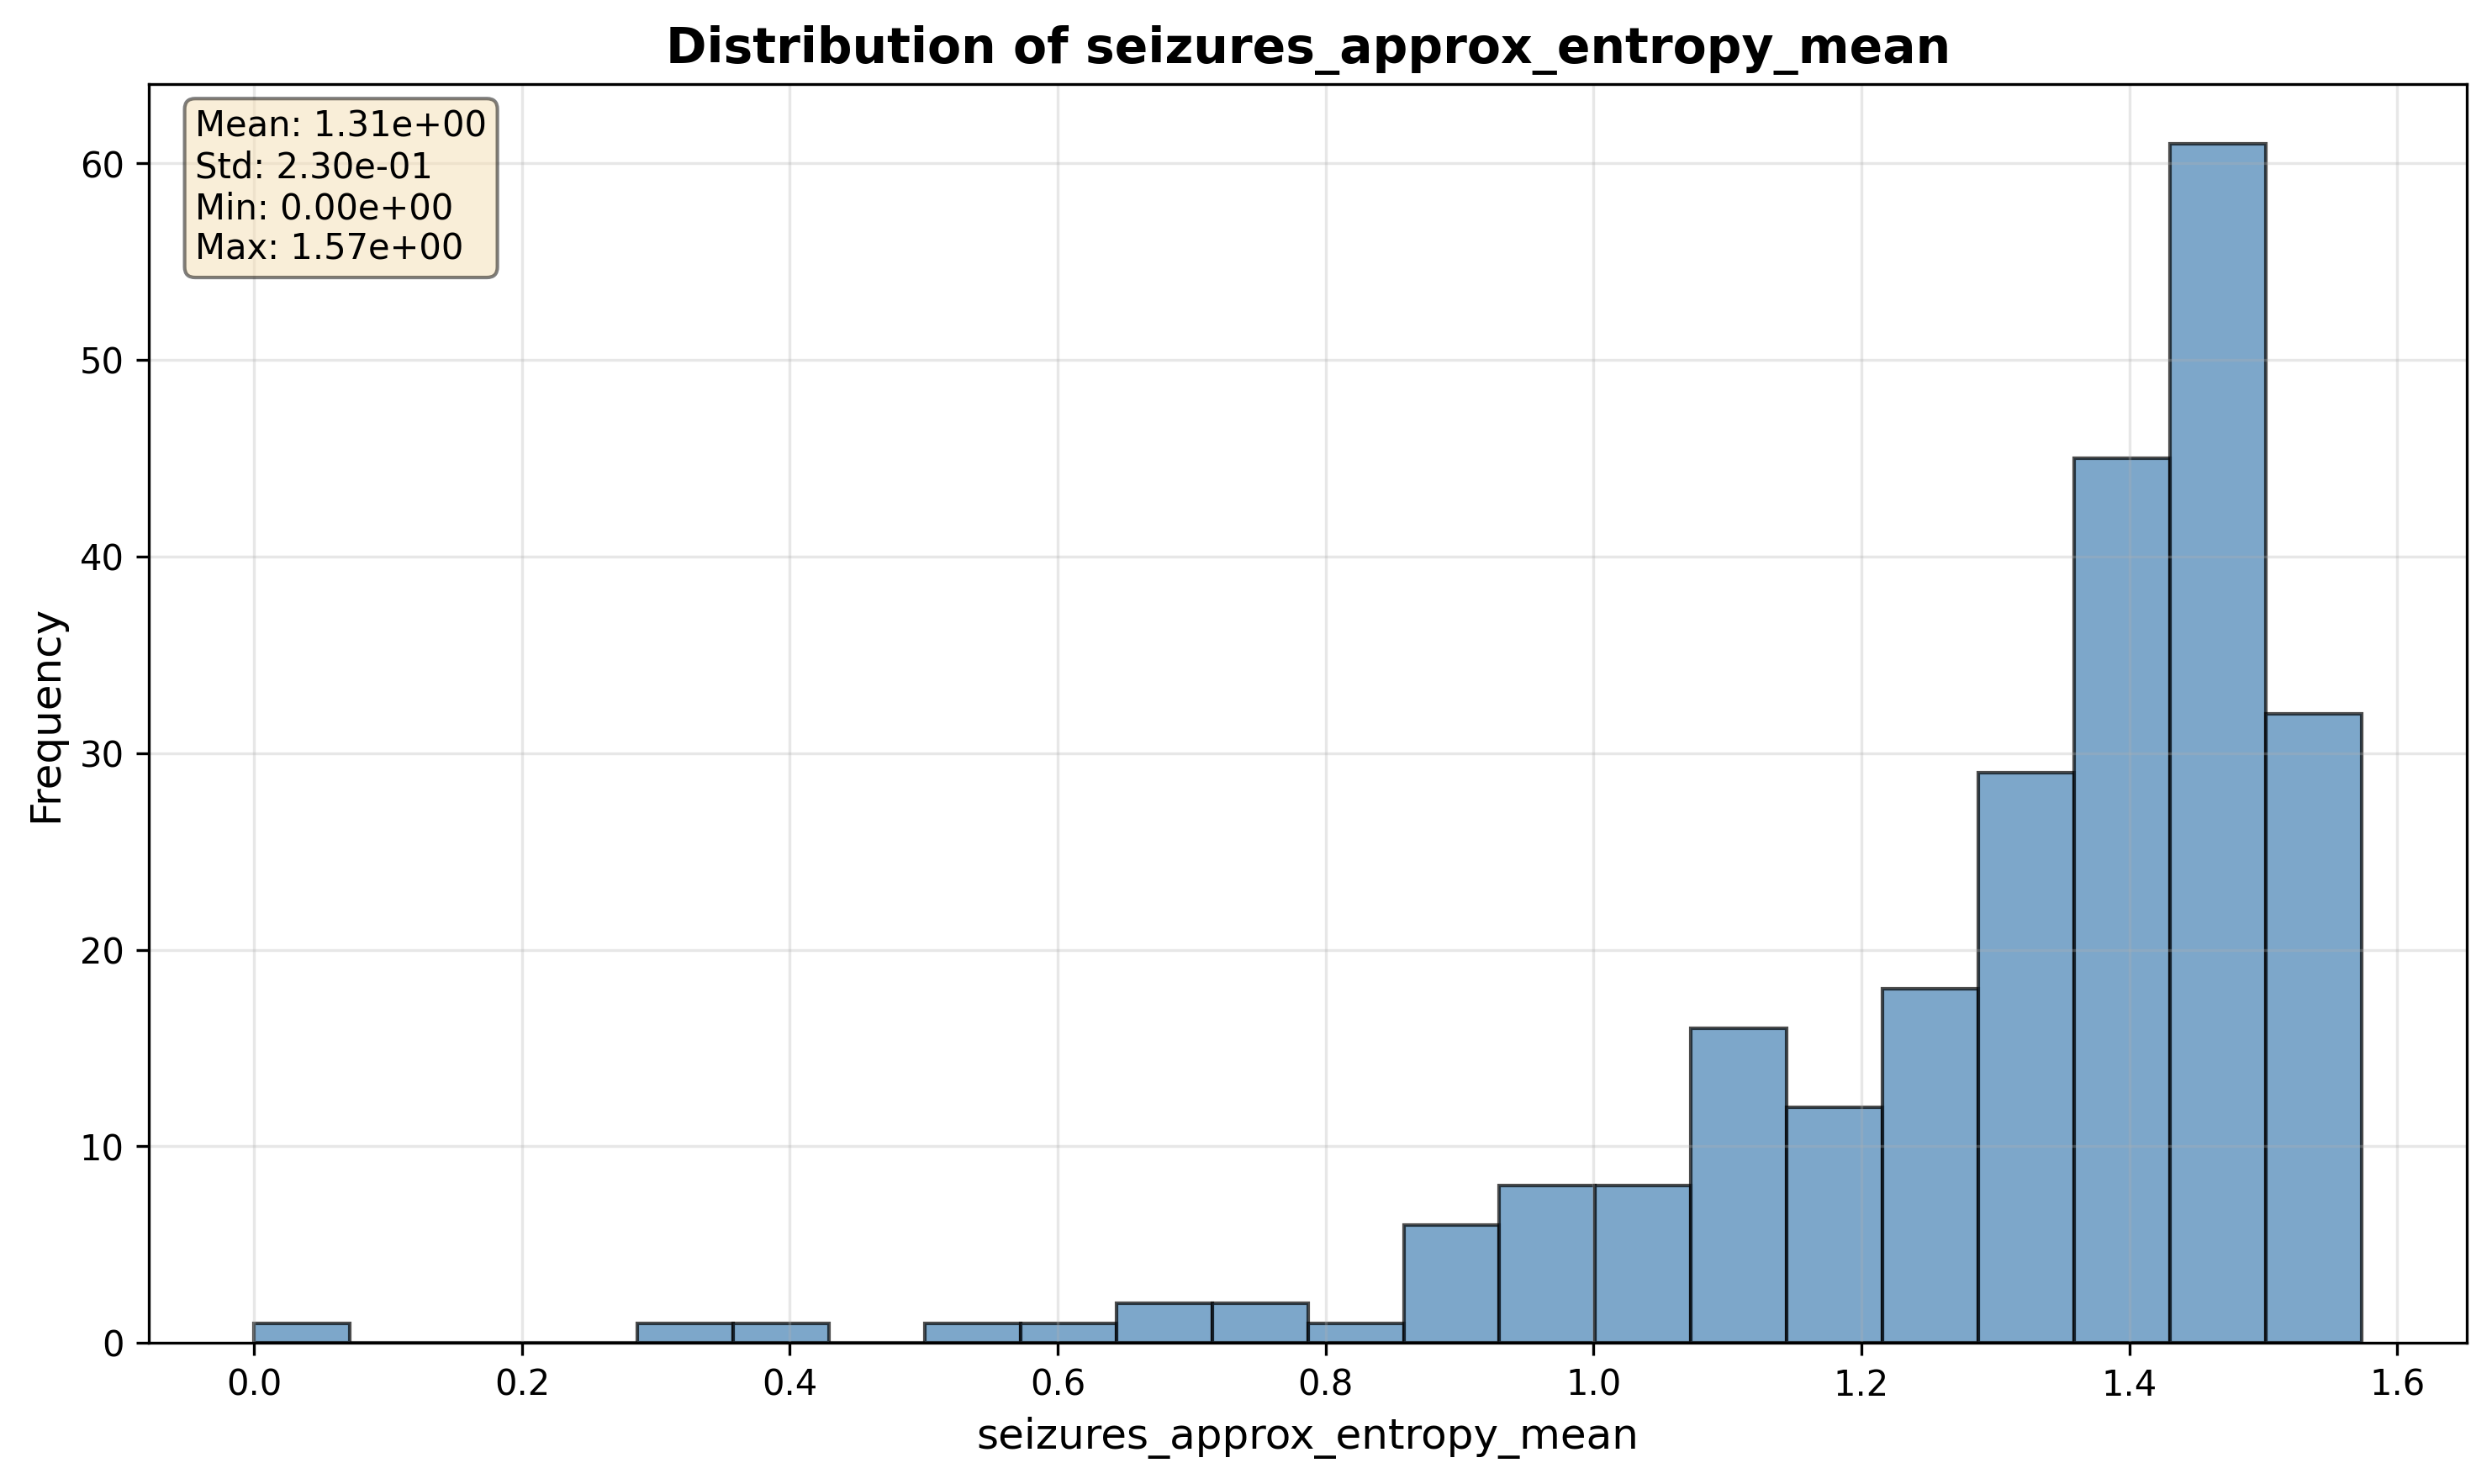 Distribution of seizures_approx_entropy_mean
Mean: 1.31e+00
Std: 2.30e-01
Min: 0.00e+00
Max: 1.57e+00
Frequency
60
50
40
30
20
10
0
0.0 0.2 0.4 0.6 0.8 1.0 1.2 1.4 1.6
seizures_approx_entropy_mean